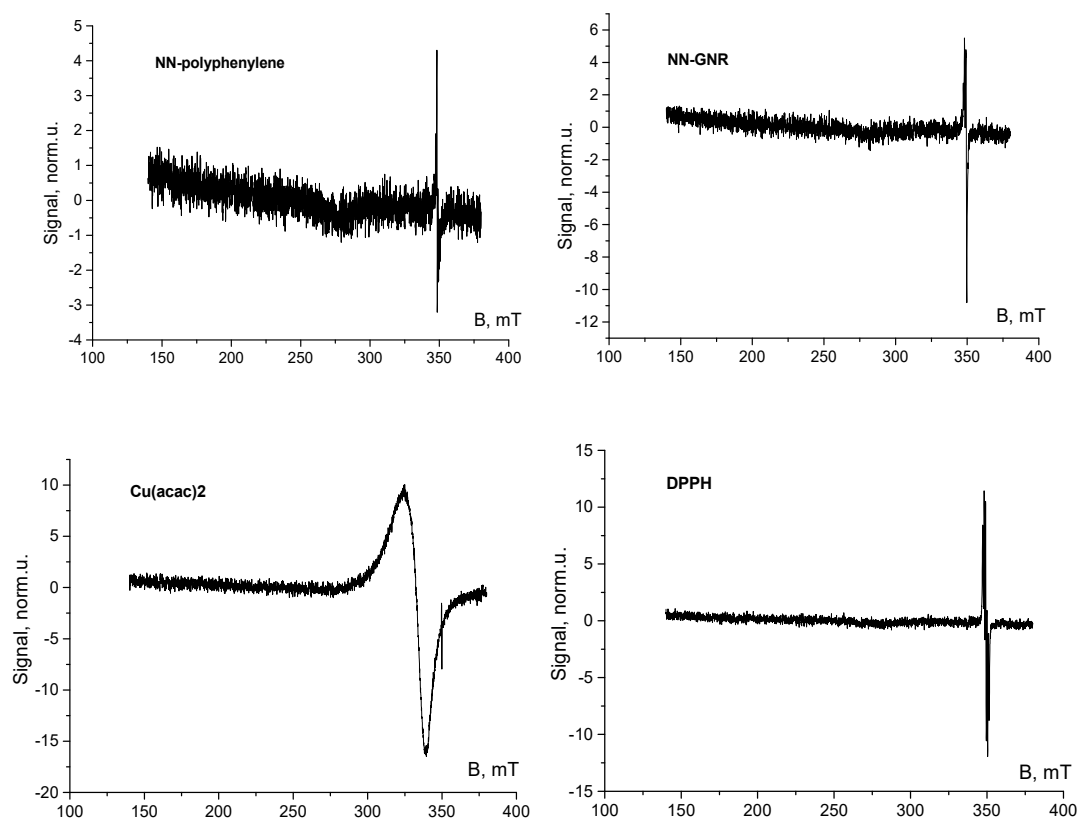 NN-polyphenylene
Signal, norm.u.
5
4
3
2
1
0
-1
-2
-3
-4
B, mT
100 150 200 250 300 350 400
NN-GNR
Signal, norm.u.
6
4
2
0
-2
-4
-6
-8
-10
-12
B, mT
100 150 200 250 300 350 400
Cu(acac)2
Signal, norm.u.
10
5
0
-5
-10
-15
-20
B, mT
100 150 200 250 300 350 400
DPPH
Signal, norm.u.
15
10
5
0
-5
-10
-15
B, mT
100 150 200 250 300 350 400